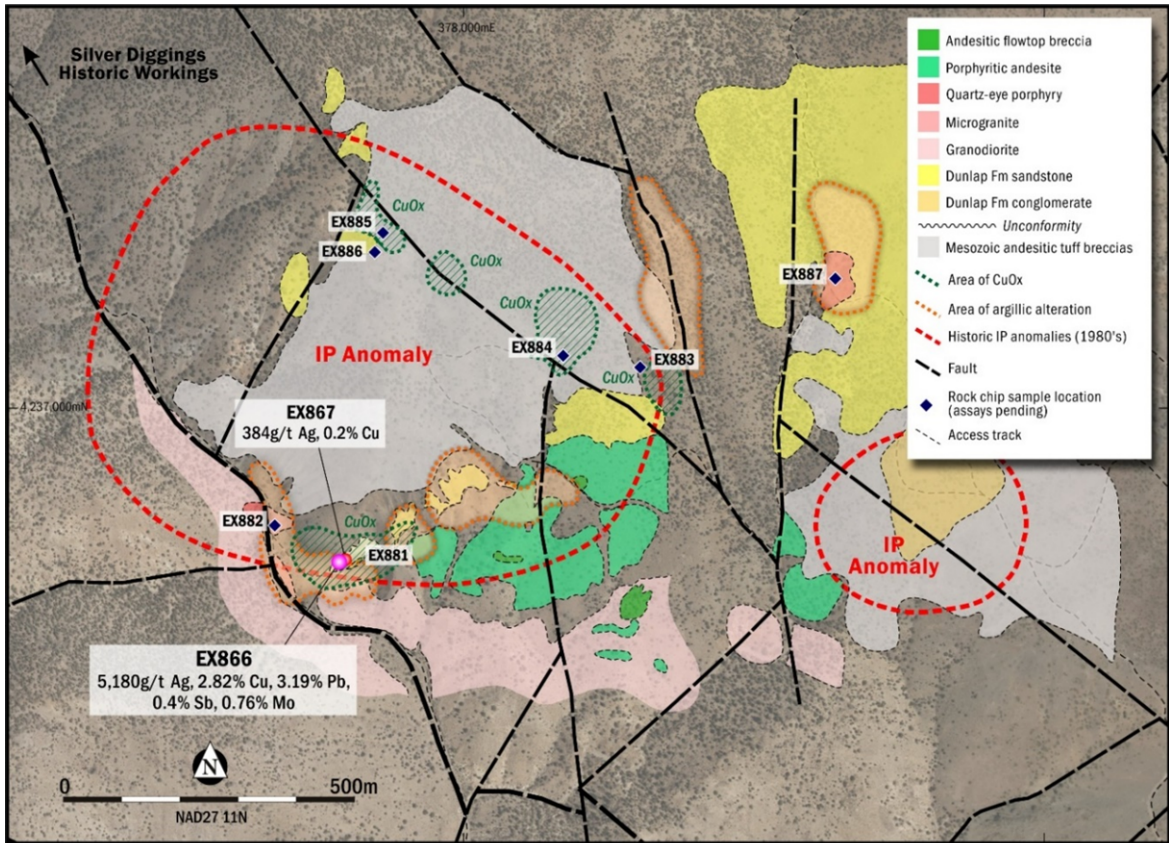 Silver Diggings
Historic Workings
378,000mE
4,237,000mN
Andesitic flowtop breccia
Porphyritic andesite
Quartz-eye porphyry
Microgranite
Granodiorite
Dunlap Fm sandstone
Dunlap Fm conglomerate
Unconformity
Mesozoic andesitic tuff breccias
Area of CuOx
Area of argillic alteration
Historic IP anomalies (1980's)
Fault
Rock chip sample location
(assays pending)
Access track
CuOx
EX885
EX886
CuOx
EX887
CuOx
EX884
EX883
CuOx
IP Anomaly
EX867
384g/t Ag, 0.2% Cu
EX882
CuOx
EX881
IP
Anomaly
EX866
5,180g/t Ag, 2.82% Cu, 3.19% Pb,
0.4% Sb, 0.76% Mo
N
0
500m
NAD27 11N